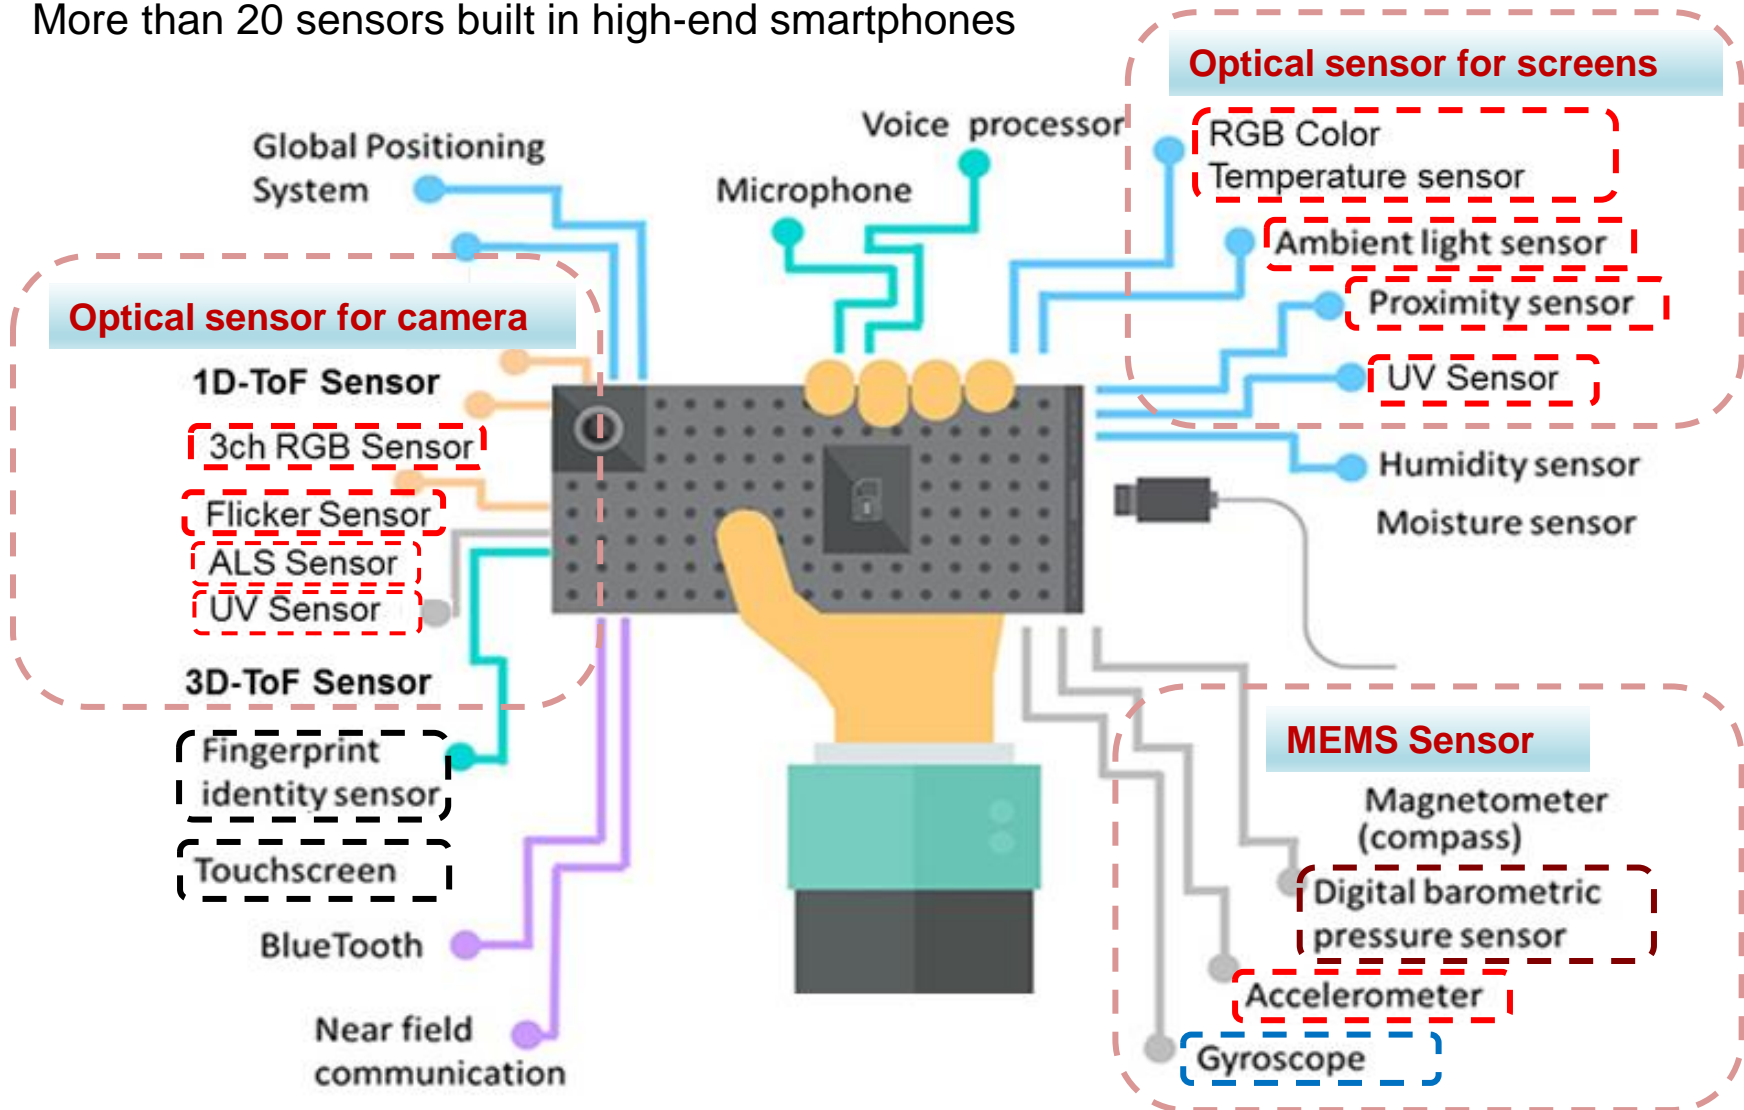 More than 20 sensors built in high-end smartphones
Optical sensor for screens
RGB Color
Temperature sensor
Ambient light sensor
Proximity sensor
UV Sensor
Humidity sensor
Moisture sensor
Voice processor
Microphone
Global Positioning
System
Optical sensor for camera
1D-ToF Sensor
3ch RGB Sensor
Flicker Sensor
ALS Sensor
UV Sensor
3D-ToF Sensor
Fingerprint
identity sensor
Touchscreen
BlueTooth
Near field
communication
MEMS Sensor
Magnetometer
(compass)
Digital barometric
pressure sensor
Accelerometer
Gyroscope